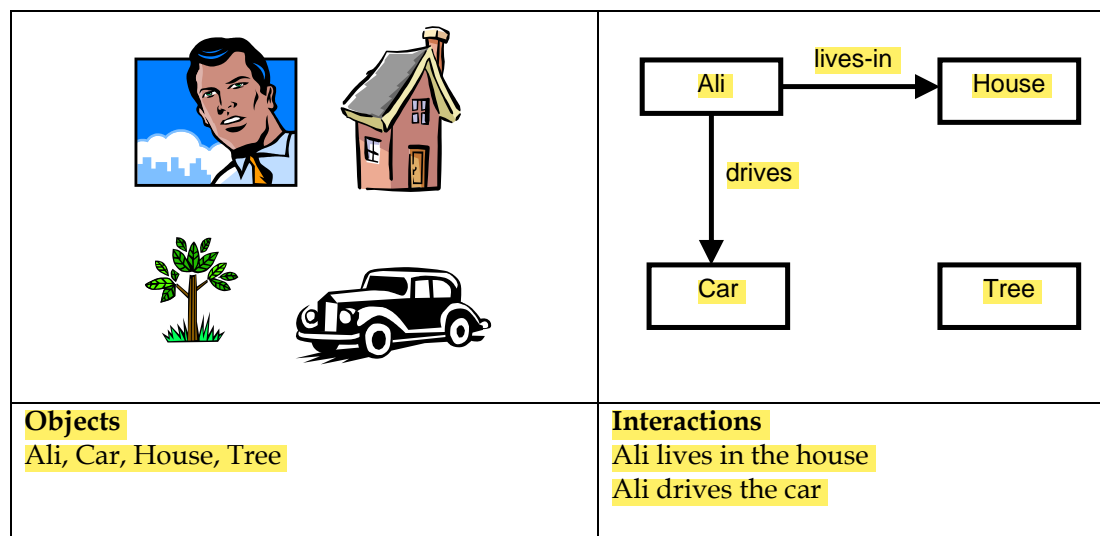 lives-in
Ali
House
drives
Car
Tree
Objects
Ali, Car, House, Tree
Interactions
Ali lives in the house
Ali drives the car